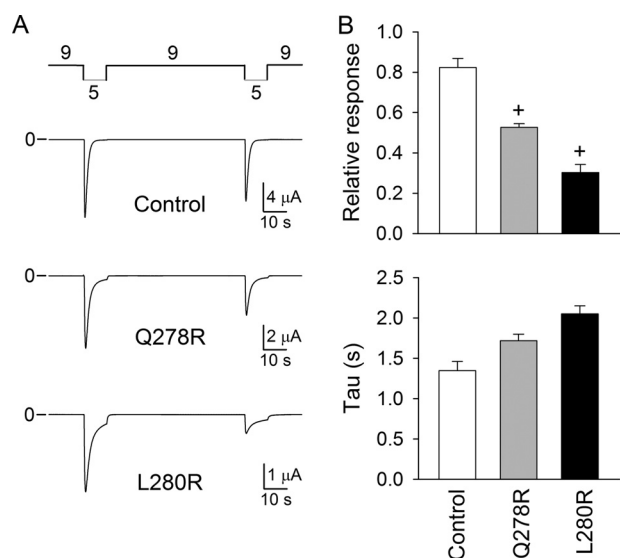 A
9 9 9
5 5
0
Control
4 µA
10 s
0
Q278R
2 µA
10 s
0
L280R
1 µA
10 s
B
Relative response
1.0
0.8
0.6
0.4
0.2
0.0
+
+
Tau (s)
2.5
2.0
1.5
1.0
0.5
0.0
Control
Q278R
L280R